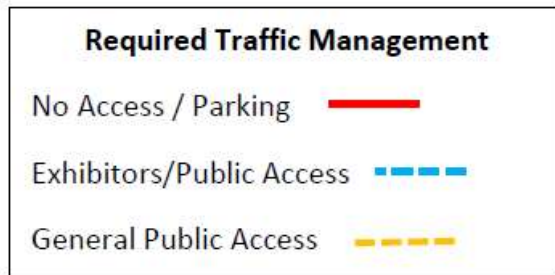 Required Traffic Management
No Access / Parking
Exhibitors/Public Access
General Public Access